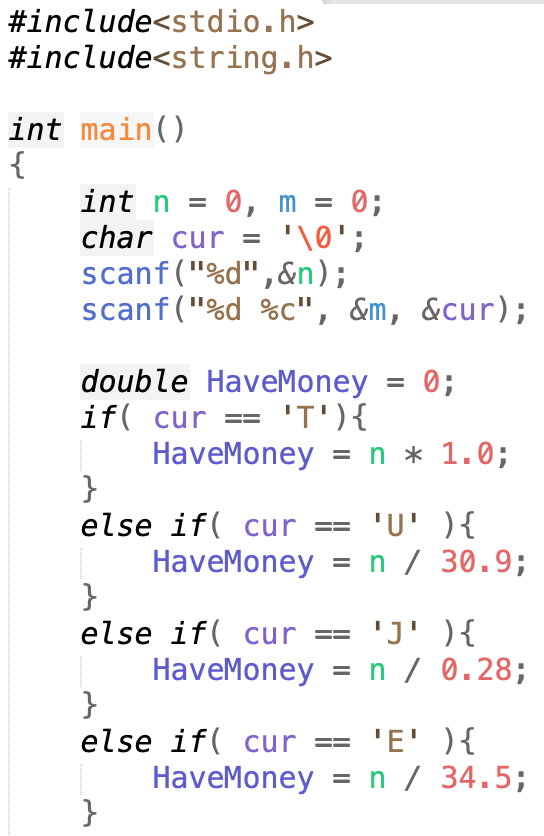 #include<stdio.h>
#include<string.h>

int main()
{
    int n = 0, m = 0;
    char cur = '\0';
    scanf("%d",&n);
    scanf("%d %c", &m, &cur);

    double HaveMoney = 0;
    if( cur == 'T'){
        HaveMoney = n * 1.0;
    }
    else if( cur == 'U' ){
        HaveMoney = n / 30.9;
    }
    else if( cur == 'J' ){
        HaveMoney = n / 0.28;
    }
    else if( cur == 'E' ){
        HaveMoney = n / 34.5;
    }